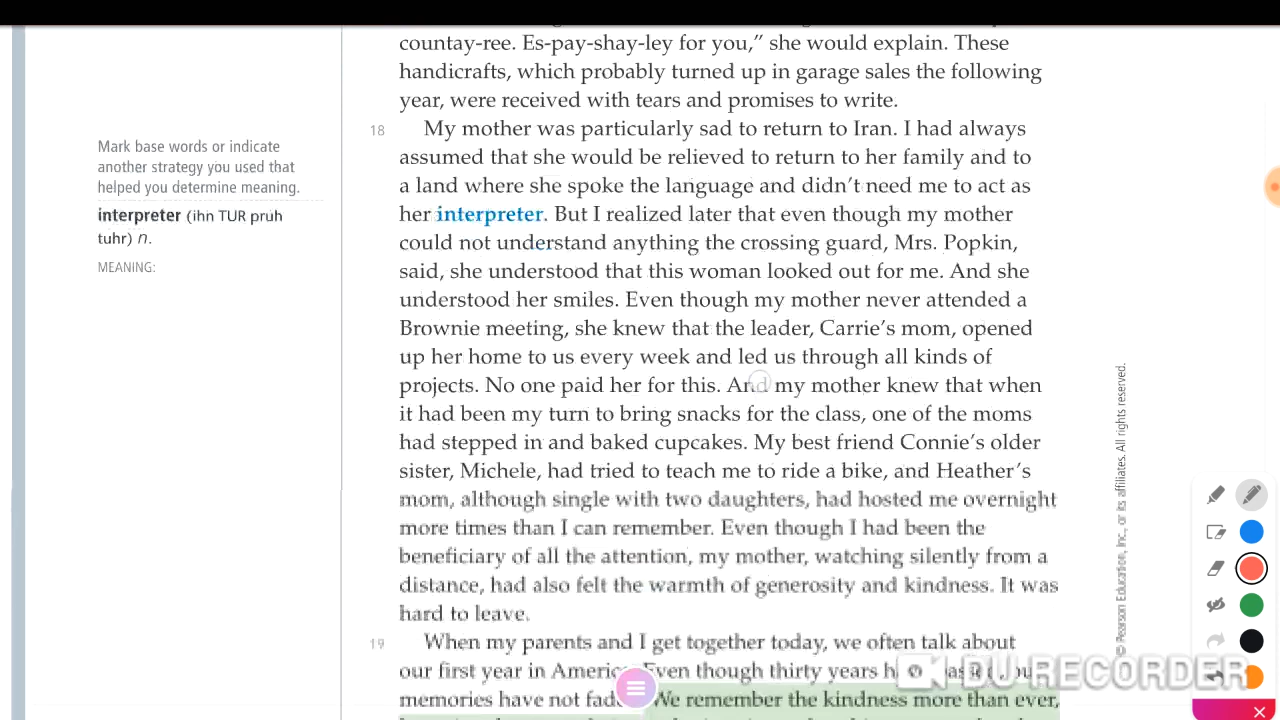 countay-ree. Es-pay-shay-ley for you,” she would explain. These
handicrafts, which probably turned up in garage sales the following
year, were received with tears and promises to write.
18 My mother was particularly sad to return to Iran. I had always
assumed that she would be relieved to return to her family and to
a land where she spoke the language and didn’t need me to act as
her interpreter. But I realized later that even though my mother
could not understand anything the crossing guard, Mrs. Popkin,
said, she understood that this woman looked out for me. And she
understood her smiles. Even though my mother never attended a
Brownie meeting, she knew that the leader, Carrie’s mom, opened
up her home to us every week and led us through all kinds of
projects. No one paid her for this. And my mother knew that when
it had been my turn to bring snacks for the class, one of the moms
had stepped in and baked cupcakes. My best friend Connie’s older
sister, Michele, had tried to teach me to ride a bike, and Heather’s
mom, although single with two daughters, had hosted me overnight
more times than I can remember. Even though I had been the
beneficiary of all the attention, my mother, watching silently from a
distance, had also felt the warmth of generosity and kindness. It was
hard to leave.
19 When my parents and I get together today, we often talk about
our first year in America. Even though thirty years
memories have not We remember the kindness more than ever,
Mark base words or indicate
another strategy you used that
helped you determine meaning.
interpreter (ihn TUR pruh
tuhr) n.
MEANING:
© Pearson Education, Inc., or its affiliates. All rights reserved.
DU RECORDER